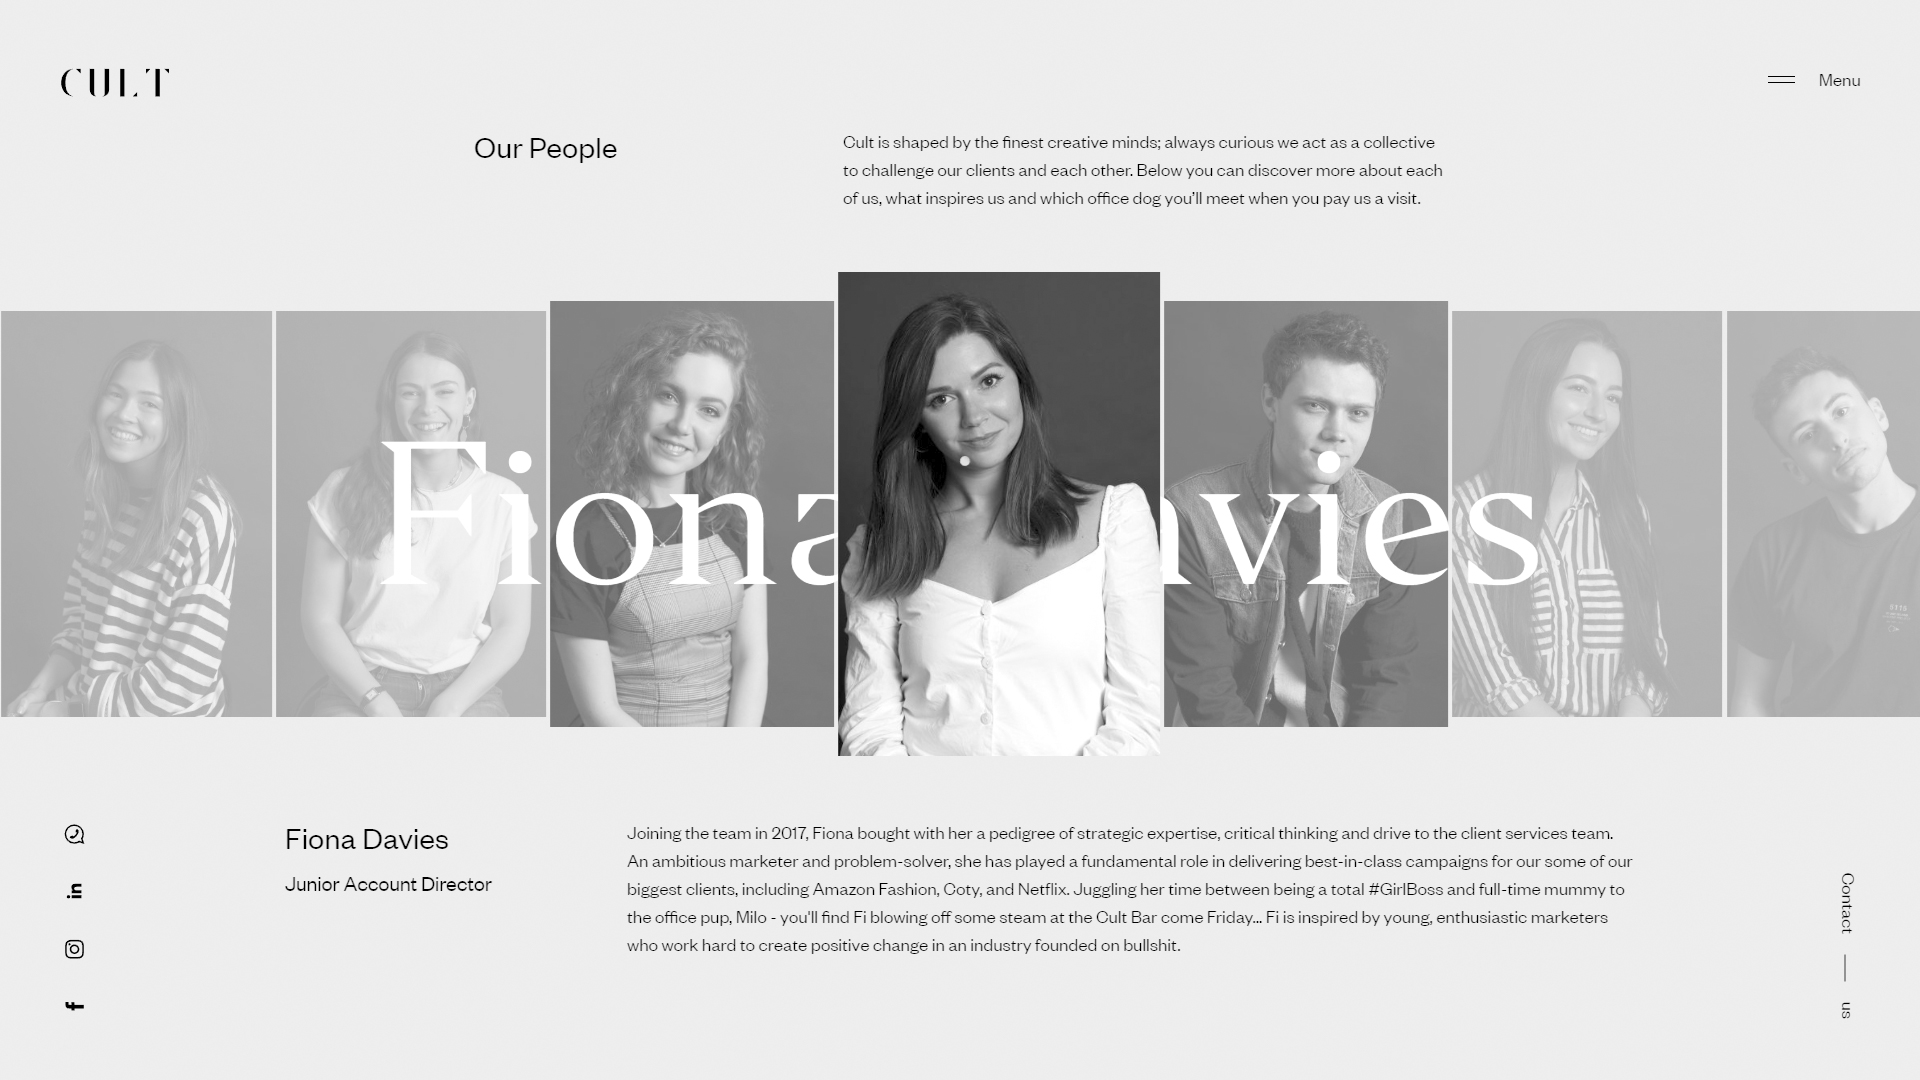 CULT
Menu
Our People
Cult is shaped by the finest creative minds; always curious we act as a collective
to challenge our clients and each other. Below you can discover more about each
of us, what inspires us and which office dog you’ll meet when you pay us a visit.
Fiona avies
Fiona Davies
Junior Account Director
Joining the team in 2017, Fiona bought with her a pedigree of strategic expertise, critical thinking and drive to the client services team.
An ambitious marketer and problem-solver, she has played a fundamental role in delivering best-in-class campaigns for our some of our
biggest clients, including Amazon Fashion, Coty, and Netflix. Juggling her time between being a total #GirlBoss and full-time mummy to
the office pup, Milo - you'll find Fi blowing off some steam at the Cult Bar come Friday... Fi is inspired by young, enthusiastic marketers
who work hard to create positive change in an industry founded on bullshit.
Contact — us